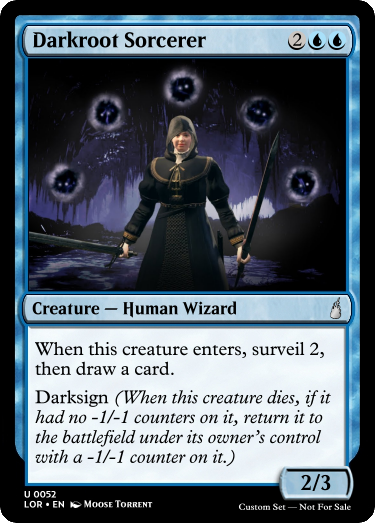 Darkroot Sorcerer 2
Creature — Human Wizard
When this creature enters, surveil 2,
then draw a card.
Darksign (When this creature dies, if it
had no -1/-1 counters on it, return it to
the battlefield under its owner's control
with a -1/-1 counter on it.)
2/3
U 0052
LOR • EN Moose Torrent
Custom Set — Not For Sale